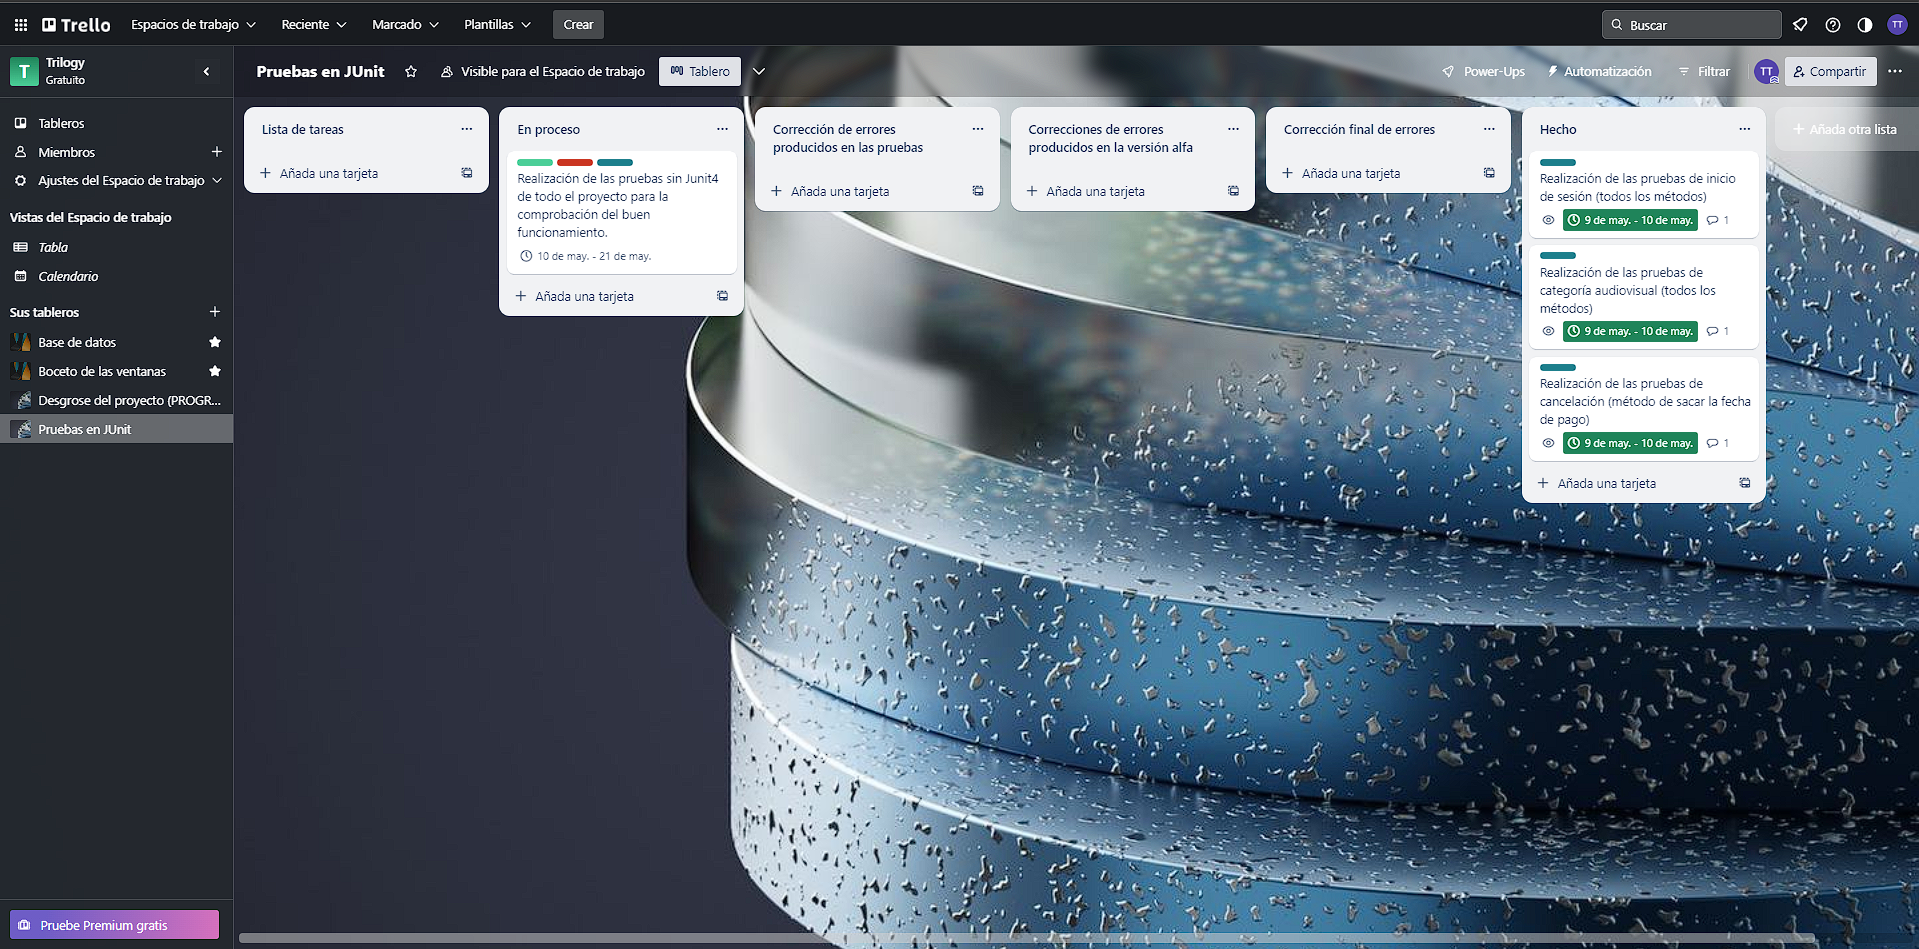 Trello
Espacios de trabajo
Reciente
Marcado
Plantillas
Crear
Buscar
TT
T
Trilogy
Gratuito
Pruebas en JUnit
Visible para el Espacio de trabajo
Tablero
Power-Ups
Automatización
Filtrar
TT
Compartir
Tableros
Miembros
Ajustes del Espacio de trabajo
Vistas del Espacio de trabajo
Tabla
Calendario
Sus tableros
Base de datos
Boceto de las ventanas
Desgrose del proyecto (PROGR...
Pruebas en JUnit
Pruebe Premium gratis
Lista de tareas
Añada una tarjeta
En proceso
Realización de las pruebas sin Junit4
de todo el proyecto para la
comprobación del buen
funcionamiento.
10 de may. - 21 de may.
Añada una tarjeta
Corrección de errores
producidos en las pruebas
Añada una tarjeta
Correcciones de errores
producidos en la versión alfa
Añada una tarjeta
Corrección final de errores
Añada una tarjeta
Hecho
Realización de las pruebas de inicio
de sesión (todos los métodos)
9 de may. - 10 de may.
1
Realización de las pruebas de
categoría audiovisual (todos los
métodos)
9 de may. - 10 de may.
1
Realización de las pruebas de
cancelación (método de sacar la fecha
de pago)
9 de may. - 10 de may.
1
Añada una tarjeta
Añada otra lista